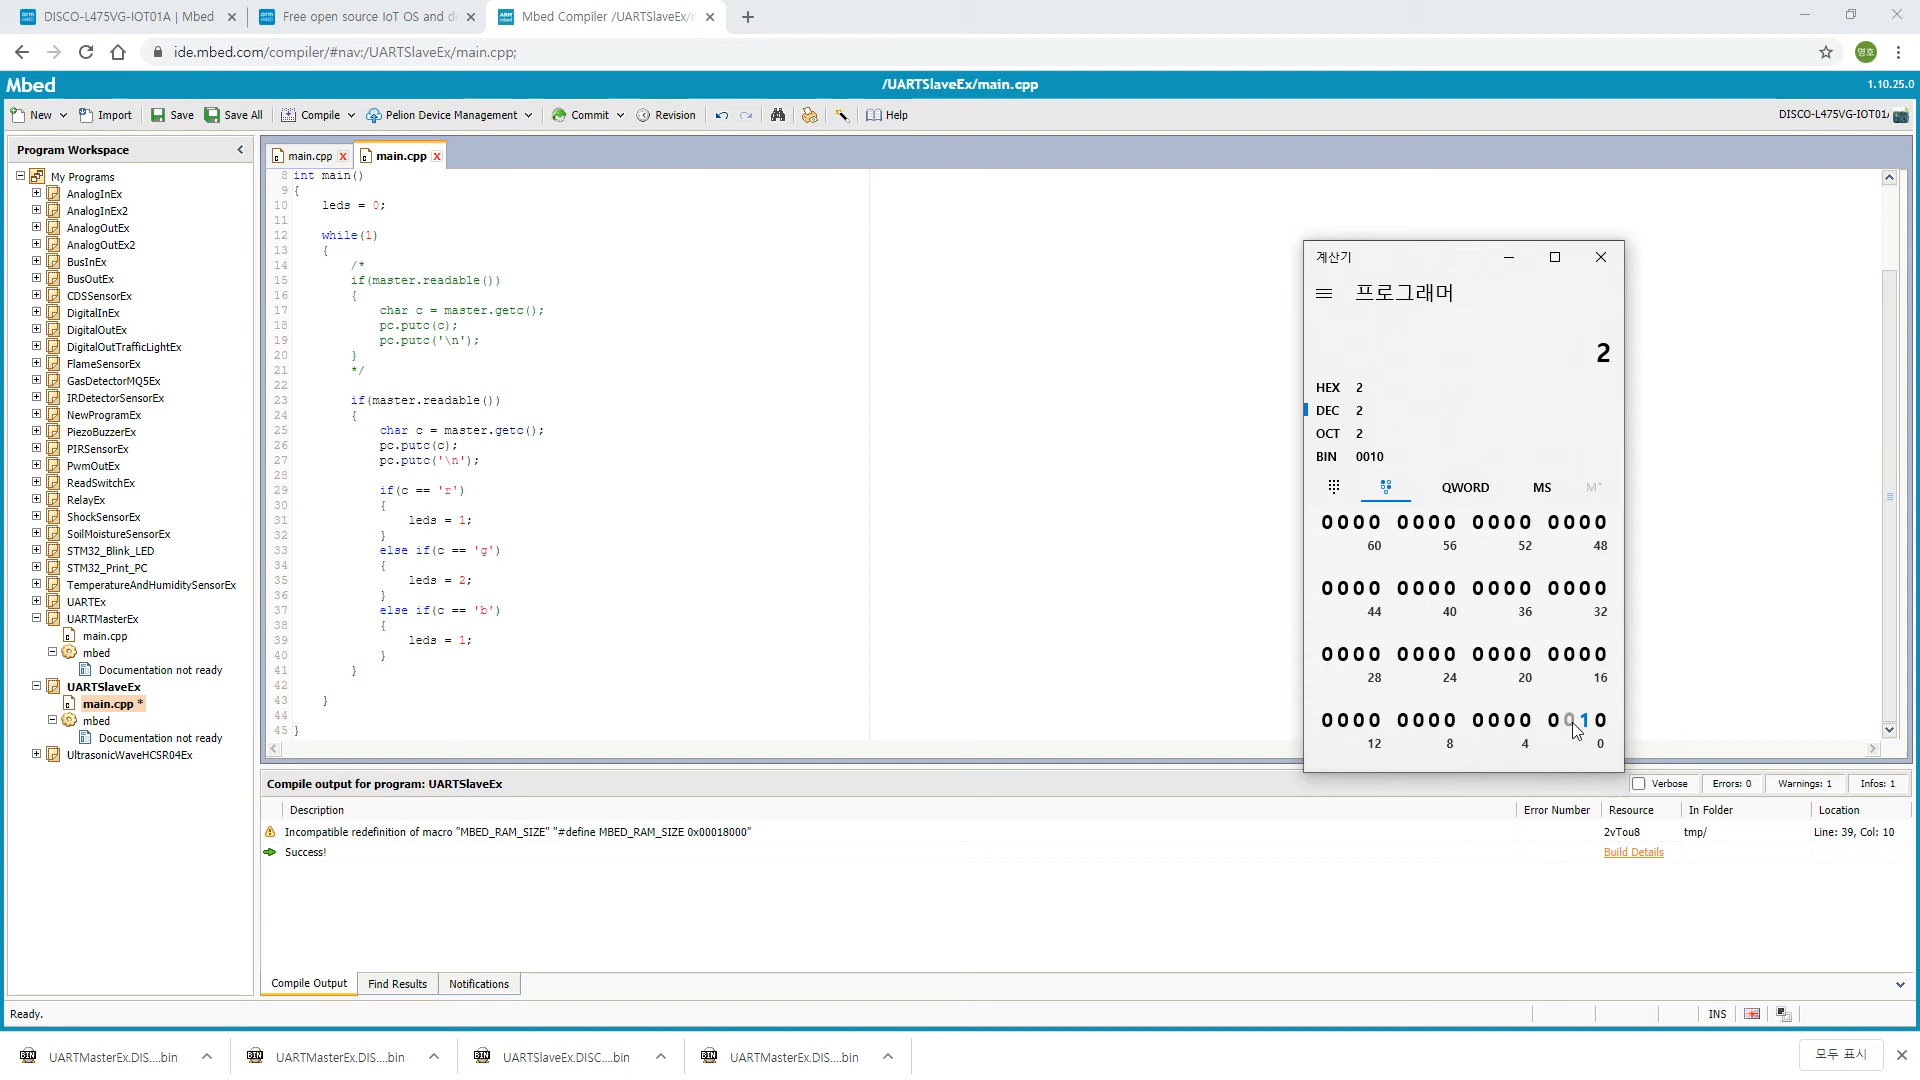 DISCO-L475VG-IOT01A | Mbed
Free open source IoT OS and d
Mbed Compiler /UARTSlaveEx/m
ide.mbed.com/compiler/#nav:/UARTSlaveEx/main.cpp;
명호
Mbed
/UARTSlaveEx/main.cpp
1.10.25.0
New
Import
Save
Save All
Compile
Pelion Device Management
Commit
Revision
Help
DISCO-L475VG-IOT01
Program Workspace
My Programs
AnalogInEx
AnalogInEx2
AnalogOutEx
AnalogOutEx2
BusInEx
BusOutEx
CDSSensorEx
DigitalInEx
DigitalOutEx
DigitalOutTrafficLightEx
FlameSensorEx
GasDetectorMQ5Ex
IRDetectorSensorEx
NewProgramEx
PiezoBuzzerEx
PIRSensorEx
PwmOutEx
ReadSwitchEx
RelayEx
ShockSensorEx
SoilMoistureSensorEx
STM32_Blink_LED
STM32_Print_PC
TemperatureAndHumiditySensorEx
UARTEx
UARTMasterEx
main.cpp
mbed
Documentation not ready
UARTSlaveEx
main.cpp *
mbed
Documentation not ready
UltrasonicWaveHCSR04Ex
main.cpp
main.cpp
8 int main()
9 {
10 leds = 0;
11
12 while(1)
13 {
14 /*
15 if(master.readable())
16 {
17 char c = master.getc();
18 pc.putc(c);
19 pc.putc('\n');
20 }
21 */
22
23 if(master.readable())
24 {
25 char c = master.getc();
26 pc.putc(c);
27 pc.putc('\n');
28
29 if(c == 'r')
30 {
31 leds = 1;
32 }
33 else if(c == 'g')
34 {
35 leds = 2;
36 }
37 else if(c == 'b')
38 {
39 leds = 1;
40 }
41 }
42
43 }
44
45 }
계산기
프로그래머
2
HEX 2
DEC 2
OCT 2
BIN 0010
QWORD
MS
M
0000 0000 0000 0000
60 56 52 48
0000 0000 0000 0000
44 40 36 32
0000 0000 0000 0000
28 24 20 16
0000 0000 0000 0010
12 8 4 0
Compile output for program: UARTSlaveEx
Verbose
Errors: 0
Warnings: 1
Infos: 1
Description
Error Number
Resource
In Folder
Location
Incompatible redefinition of macro "MBED_RAM_SIZE" "#define MBED_RAM_SIZE 0x00018000"
2vTou8
tmp/
Line: 39, Col: 10
Success!
Build Details
Compile Output
Find Results
Notifications
Ready.
INS
BIN
UARTMasterEx.DIS....bin
BIN
UARTMasterEx.DIS....bin
BIN
UARTSlaveEx.DISC....bin
BIN
UARTMasterEx.DIS....bin
모두 표시